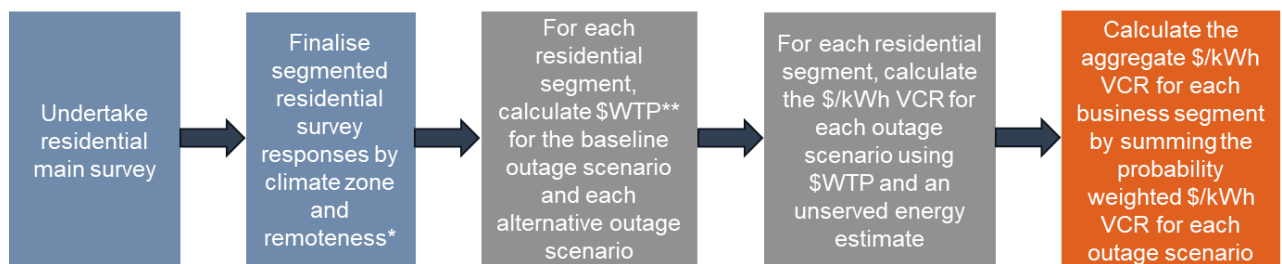 Undertake
residential
main survey
Finalise
segmented
residential
survey
responses by
climate zone
and
remoteness*
For each
residential
segment,
calculate $WTP**
for the baseline
outage scenario
and each
alternative outage
scenario
For each residential
segment, calculate
the $/kWh VCR for
each outage
scenario using
$WTP and an
unserved energy
estimate
Calculate the
aggregate $/kWh
VCR for each
business segment
by summing the
probability
weighted $/kWh
VCR for each
outage scenario